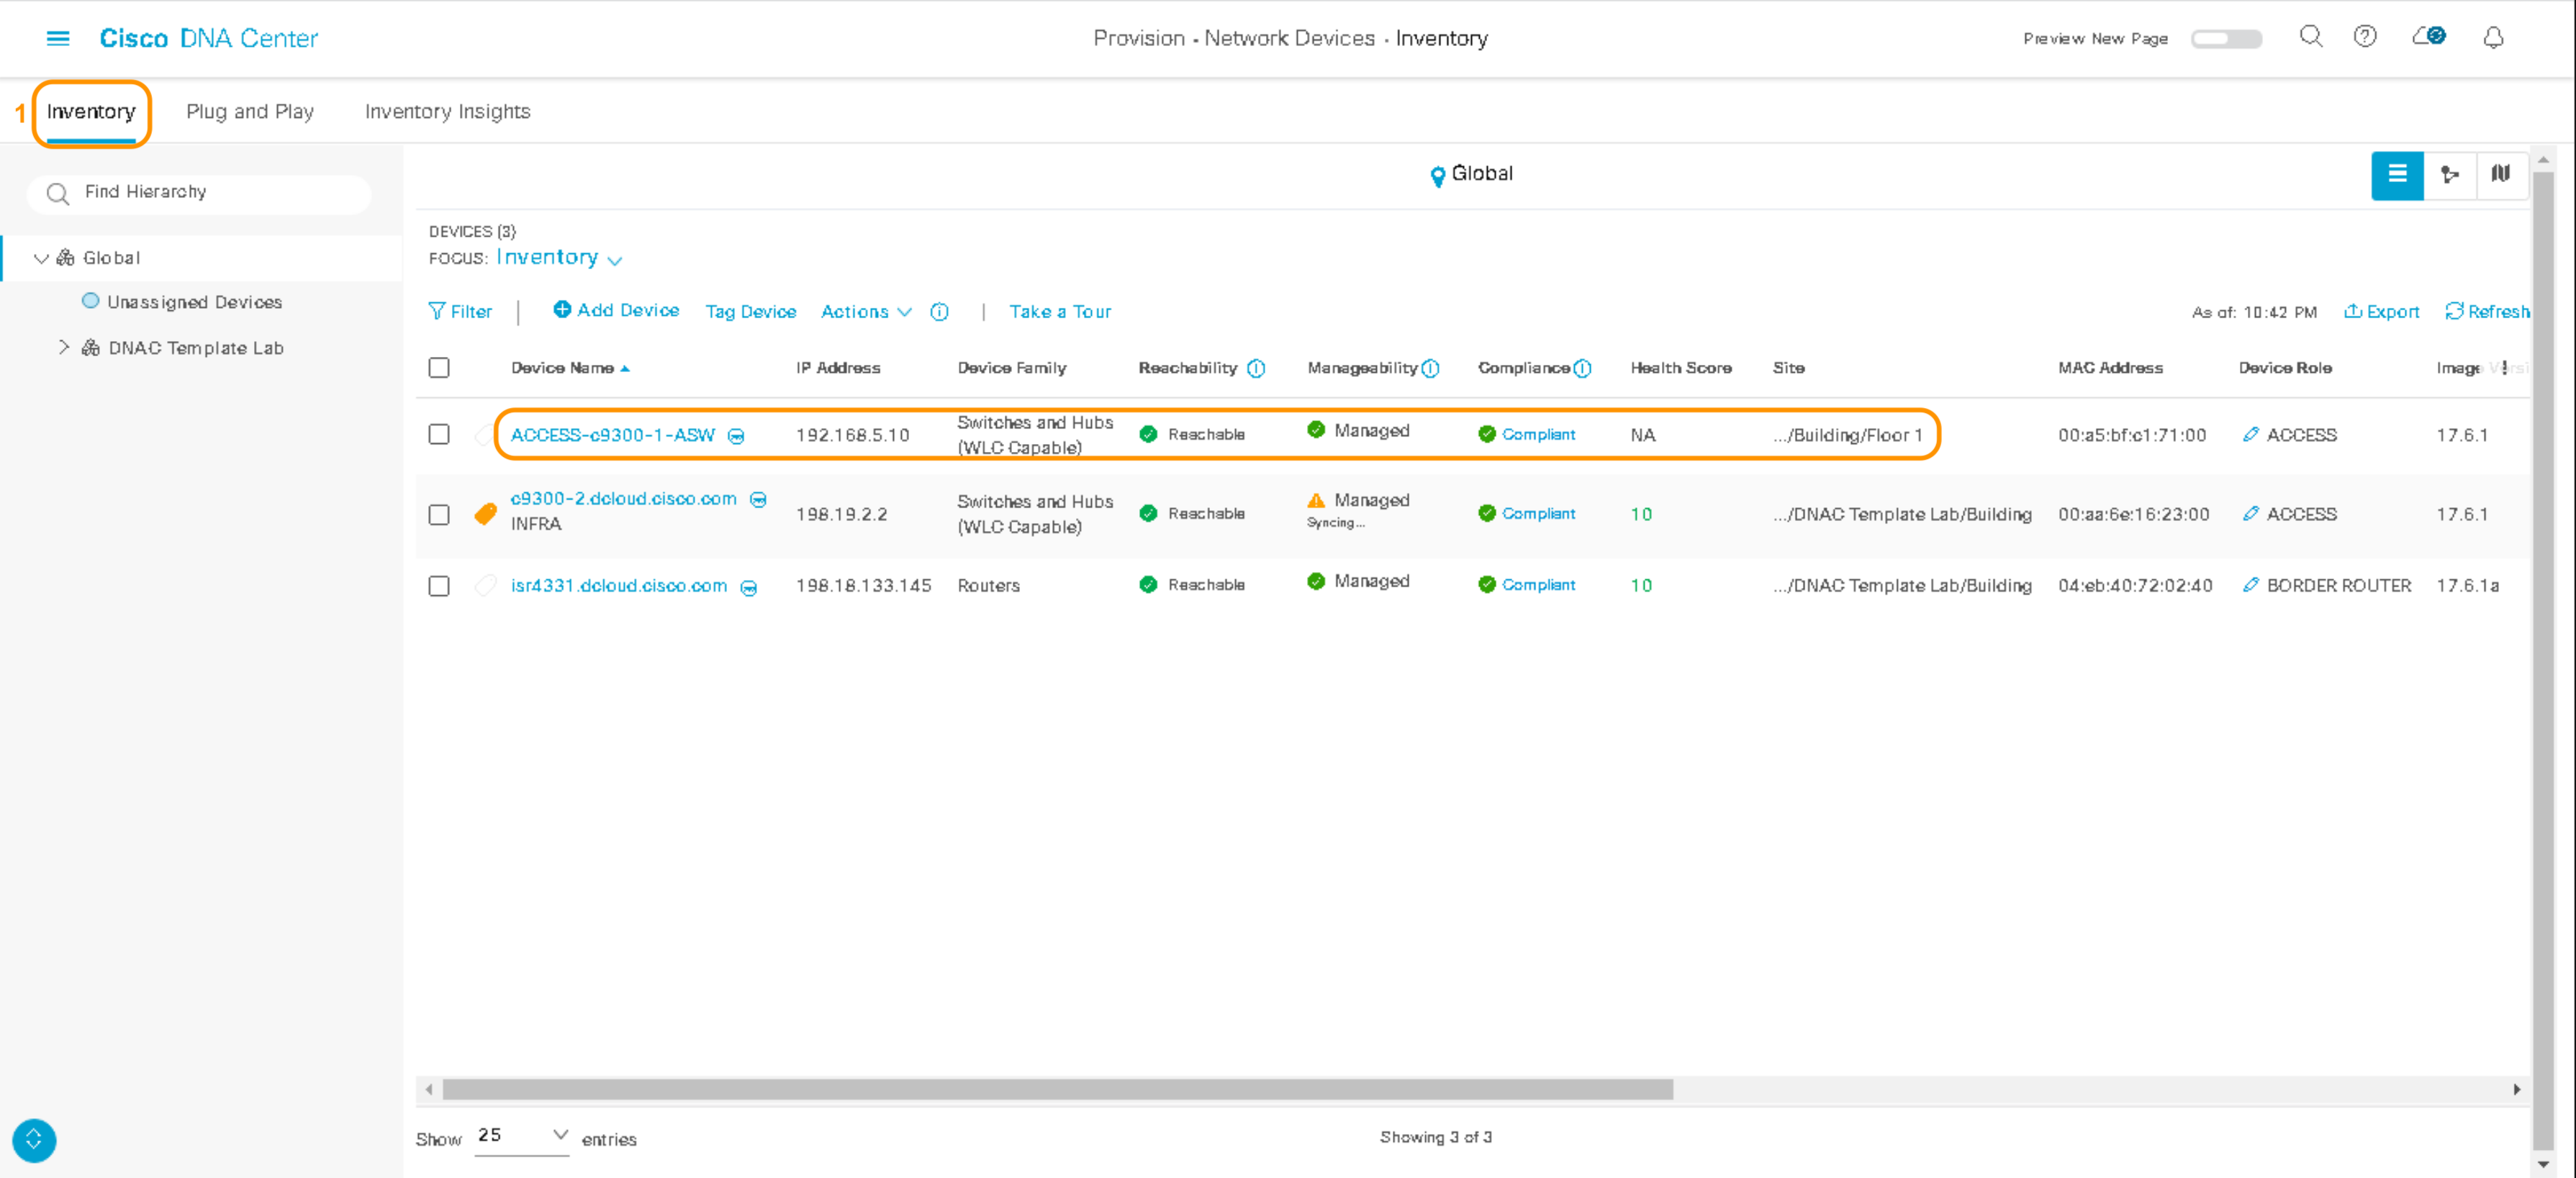 Cisco DNA Center
Provision · Network Devices · Inventory
Preview New Page
1
Inventory
Plug and Play
Inventory Insights
Find Hierarchy
Global
Unassigned Devices
DNAC Template Lab
Global
DEVICES (3)
FOCUS: Inventory
Filter | Add Device Tag Device Actions | Take a Tour
As of: 10:42 PM Export Refresh
Device Name IP Address Device Family Reachability Manageability Compliance Health Score Site MAC Address Device Role Image Versi
ACCESS-c9300-1-ASW 192.168.5.10 Switches and Hubs (WLC Capable) Reachable Managed Compliant NA .../Building/Floor 1 00:a5:bf:c1:71:00 ACCESS 17.6.1
c9300-2.dcloud.cisco.com INFRA 198.19.2.2 Switches and Hubs (WLC Capable) Reachable Managed Syncing... Compliant 10 .../DNAC Template Lab/Building 00:aa:6e:16:23:00 ACCESS 17.6.1
isr4331.dcloud.cisco.com 198.18.133.145 Routers Reachable Managed Compliant 10 .../DNAC Template Lab/Building 04:eb:40:72:02:40 BORDER ROUTER 17.6.1a
Show 25 entries
Showing 3 of 3